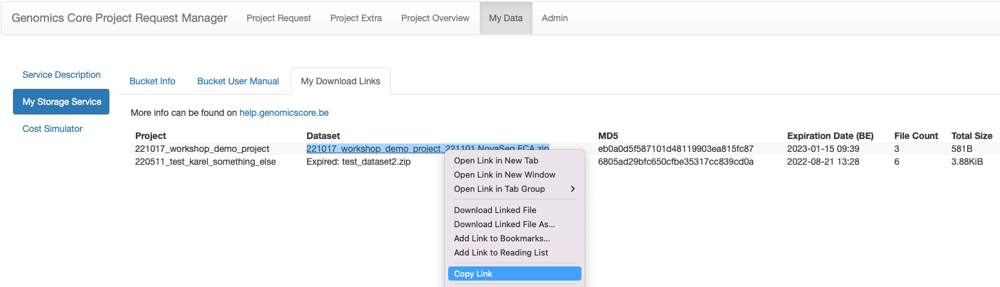 Genomics Core Project Request Manager Project Request Project Extra Project Overview My Data Admin
Service Description
My Storage Service
Cost Simulator
Bucket Info Bucket User Manual My Download Links
More info can be found on help.genomicscore.be
Project Dataset MD5 Expiration Date (BE) File Count Total Size
221017_workshop_demo_project 221017_workshop_demo_project_221101.NovaSeq.FCA.zip eb0a0d5f587101d48119903ea815fc87 2023-01-15 09:39 3 581B
220511_test_karel_something_else Expired: test_dataset2.zip 6805ad29bfc650cfbe35317cc839cd0a 2022-08-21 13:28 6 3.88KiB
Open Link in New Tab
Open Link in New Window
Open Link in Tab Group
Download Linked File
Download Linked File As...
Add Link to Bookmarks...
Add Link to Reading List
Copy Link